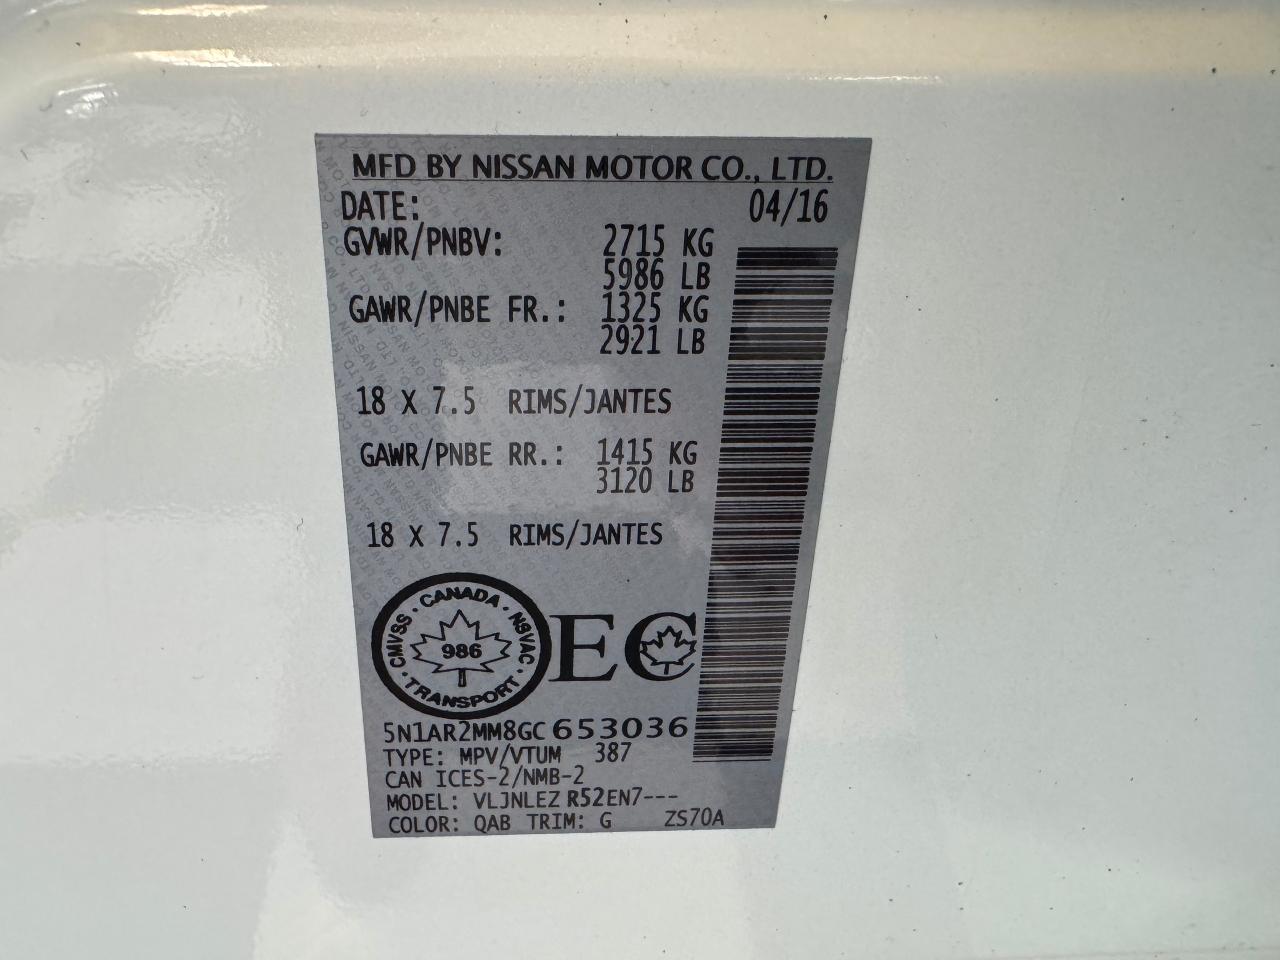 MFD BY NISSAN MOTOR CO., LTD.
DATE: 04/16
GVWR/PNBV: 2715 KG
5986 LB
GAWR/PNBE FR.: 1325 KG
2921 LB
18 X 7.5 RIMS/JANTES
GAWR/PNBE RR.: 1415 KG
3120 LB
18 X 7.5 RIMS/JANTES
CANADA · NSVAC · TRANSPORT · CMVSS ·
986
EC
5N1AR2MM8GC653036
TYPE: MPV/VTUM 387
CAN ICES-2/NMB-2
MODEL: VLJNLEZ R52EN7---
COLOR: QAB TRIM: G ZS70A